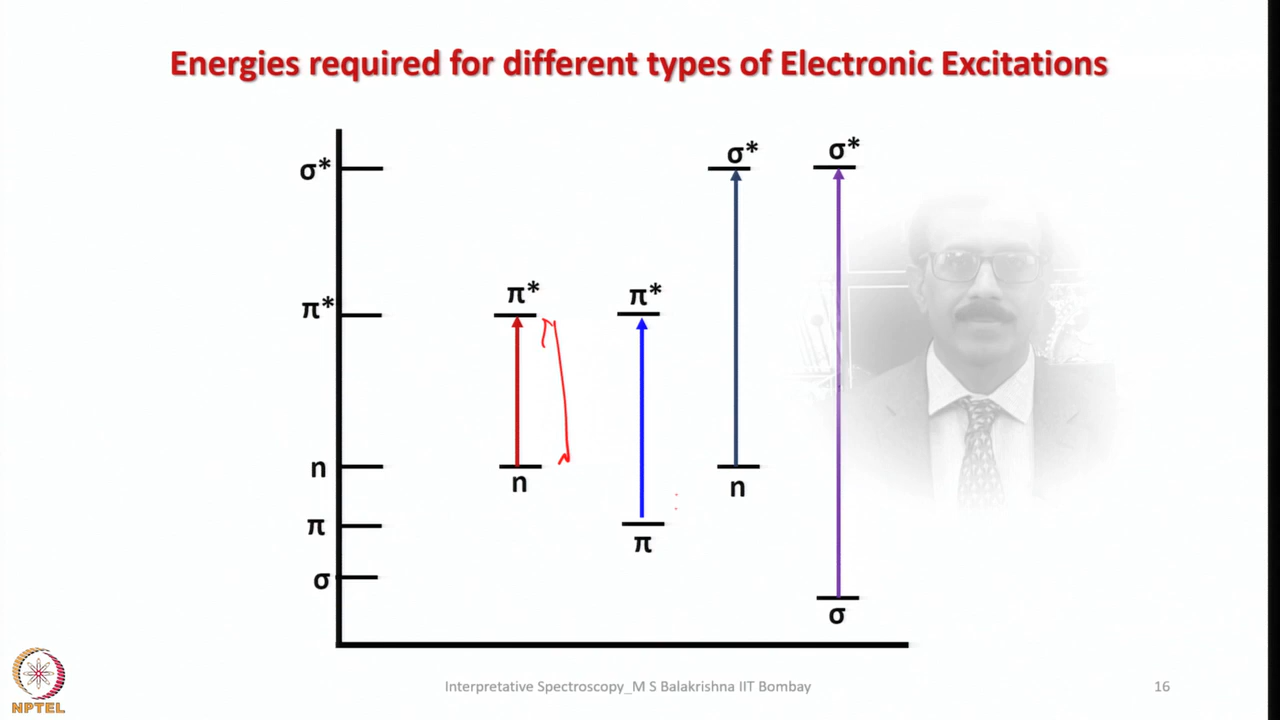 Energies required for different types of Electronic Excitations
σ*
π*
n
π
σ
π*
n
π*
π
σ*
n
σ*
σ
NPTEL
Interpretative Spectroscopy_M S Balakrishna IIT Bombay
16